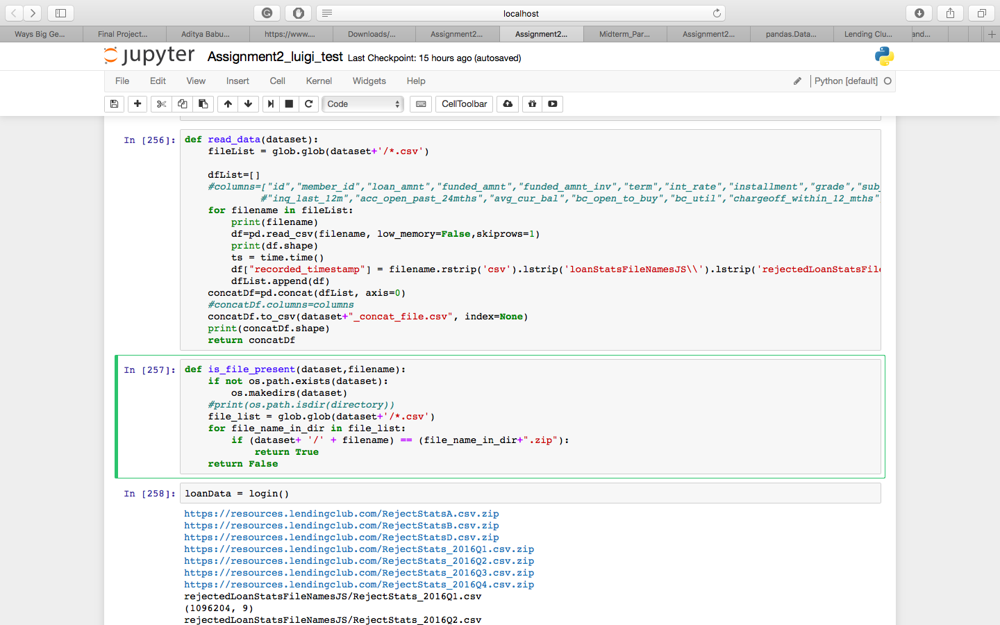 localhost
Ways Big Ge...
Final Project...
Aditya Babu...
https://www....
Downloads/...
Assignment2...
Assignment2...
Midterm_Par...
Assignment2...
pandas.Data...
Lending Clu...
and...
jupyter Assignment2_luigi_test Last Checkpoint: 15 hours ago (autosaved)
File Edit View Insert Cell Kernel Widgets Help Python [default]
Code CellToolbar
In [256]: def read_data(dataset):
    fileList = glob.glob(dataset+'/*.csv')
    dfList=[]
    #columns=["id","member_id","loan_amnt","funded_amnt","funded_amnt_inv","term","int_rate","installment","grade","sub_
             #"inq_last_12m","acc_open_past_24mths","avg_cur_bal","bc_open_to_buy","bc_util","chargeoff_within_12_mths"
    for filename in fileList:
        print(filename)
        df=pd.read_csv(filename, low_memory=False,skiprows=1)
        print(df.shape)
        ts = time.time()
        df["recorded_timestamp"] = filename.rstrip('csv').lstrip('loanStatsFileNamesJS\\').lstrip('rejectedLoanStatsFile
        dfList.append(df)
    concatDf=pd.concat(dfList, axis=0)
    #concatDf.columns=columns
    concatDf.to_csv(dataset+"_concat_file.csv", index=None)
    print(concatDf.shape)
    return concatDf
In [257]: def is_file_present(dataset,filename):
    if not os.path.exists(dataset):
        os.makedirs(dataset)
    #print(os.path.isdir(directory))
    file_list = glob.glob(dataset+'/*.csv')
    for file_name_in_dir in file_list:
        if (dataset+ '/' + filename) == (file_name_in_dir+".zip"):
            return True
    return False
In [258]: loanData = login()
https://resources.lendingclub.com/RejectStatsA.csv.zip
https://resources.lendingclub.com/RejectStatsB.csv.zip
https://resources.lendingclub.com/RejectStatsD.csv.zip
https://resources.lendingclub.com/RejectStats_2016Q1.csv.zip
https://resources.lendingclub.com/RejectStats_2016Q2.csv.zip
https://resources.lendingclub.com/RejectStats_2016Q3.csv.zip
https://resources.lendingclub.com/RejectStats_2016Q4.csv.zip
rejectedLoanStatsFileNamesJS/RejectStats_2016Q1.csv
(1096204, 9)
rejectedLoanStatsFileNamesJS/RejectStats_2016Q2.csv